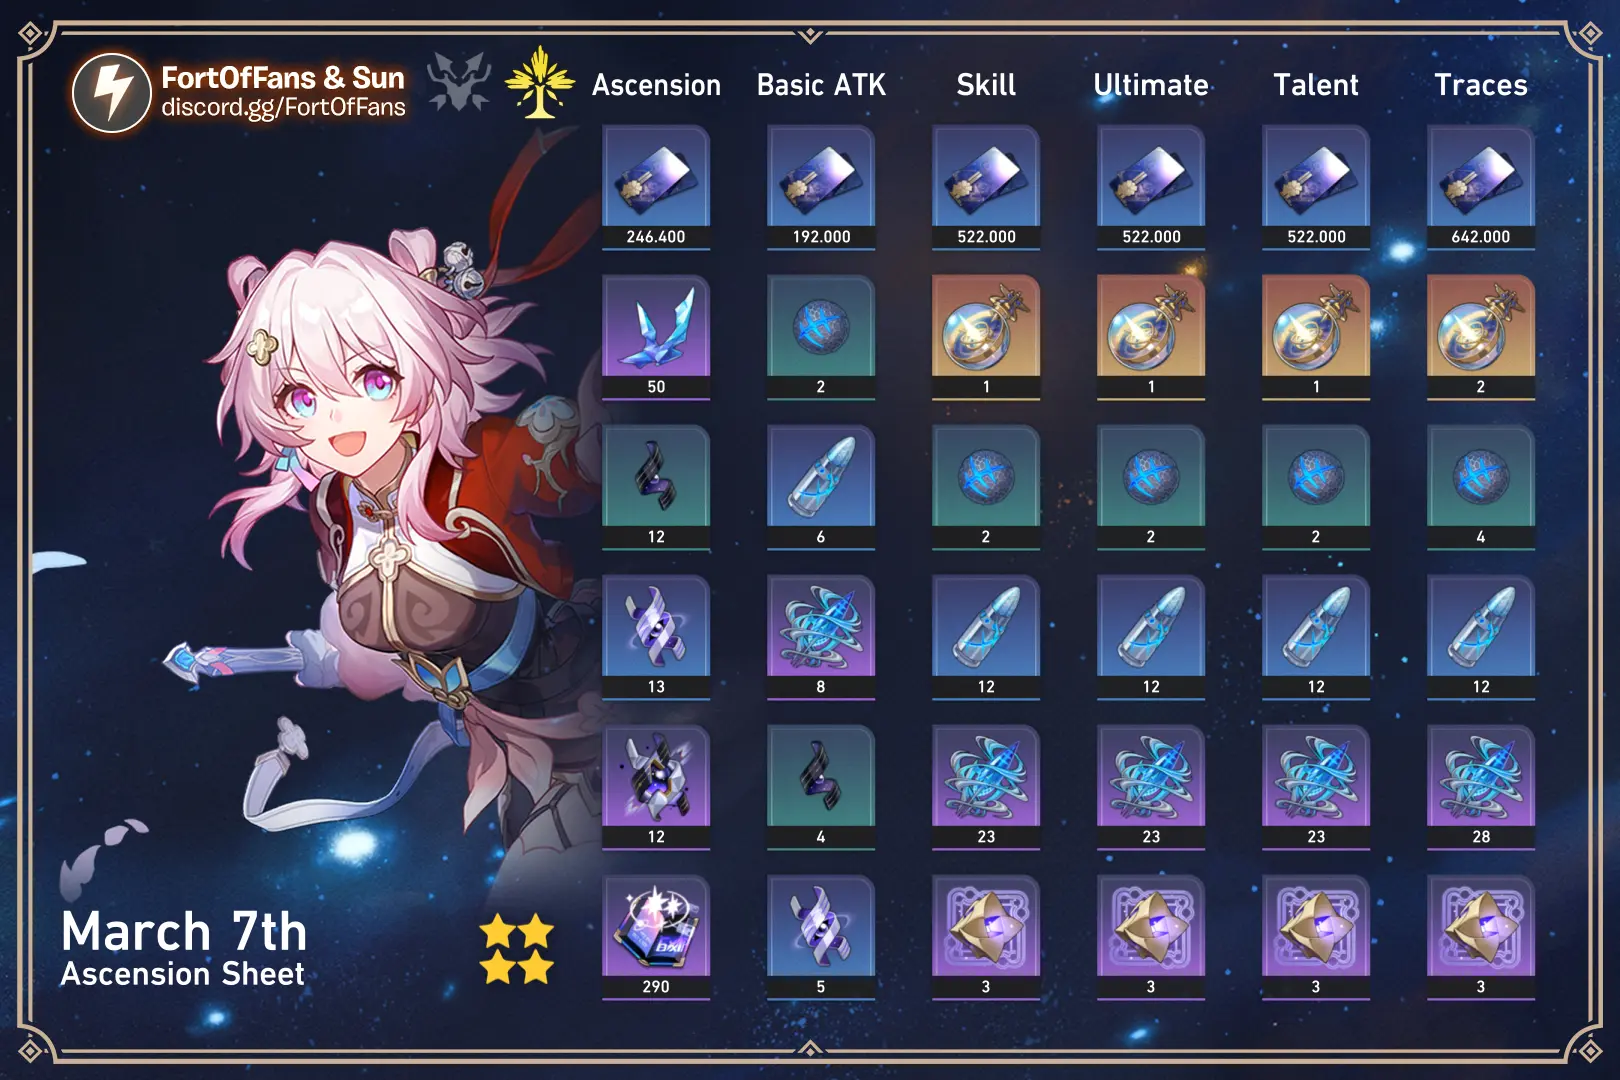 FortOfFans & Sun
discord.gg/FortOfFans
Ascension Basic ATK Skill Ultimate Talent Traces
246.400 192.000 522.000 522.000 522.000 642.000
50 2 1 1 1 2
12 6 2 2 2 4
13 8 12 12 12 12
12 4 23 23 23 28
290 5 3 3 3 3
March 7th
Ascension Sheet